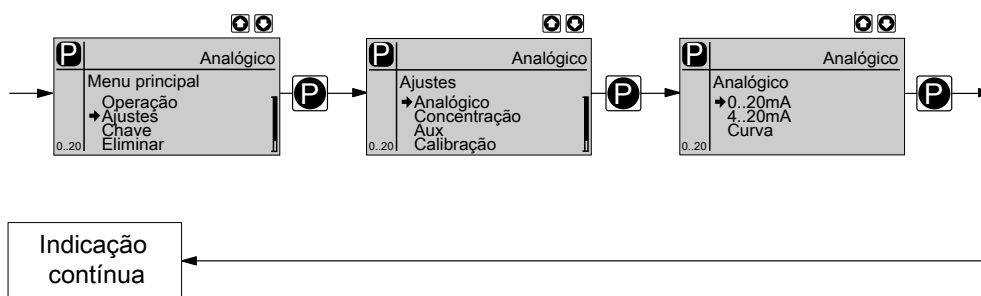 P
Analógico
Menu principal
Operação
Ajustes
Chave
Eliminar
0..20
P
P
Analógico
Ajustes
Analógico
Concentração
Aux
Calibração
0..20
P
P
Analógico
Analógico
0..20mA
4..20mA
Curva
0..20
P
Indicação
contínua